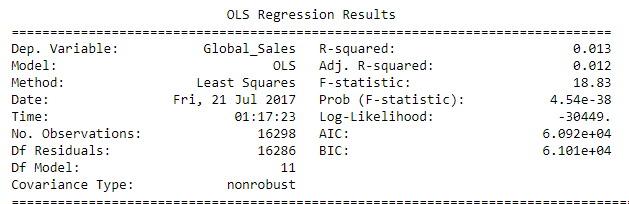 OLS Regression Results
==============================================================================
Dep. Variable: Global_Sales R-squared: 0.013
Model: OLS Adj. R-squared: 0.012
Method: Least Squares F-statistic: 18.83
Date: Fri, 21 Jul 2017 Prob (F-statistic): 4.54e-38
Time: 01:17:23 Log-Likelihood: -30449.
No. Observations: 16298 AIC: 6.092e+04
Df Residuals: 16286 BIC: 6.101e+04
Df Model: 11
Covariance Type: nonrobust
==============================================================================